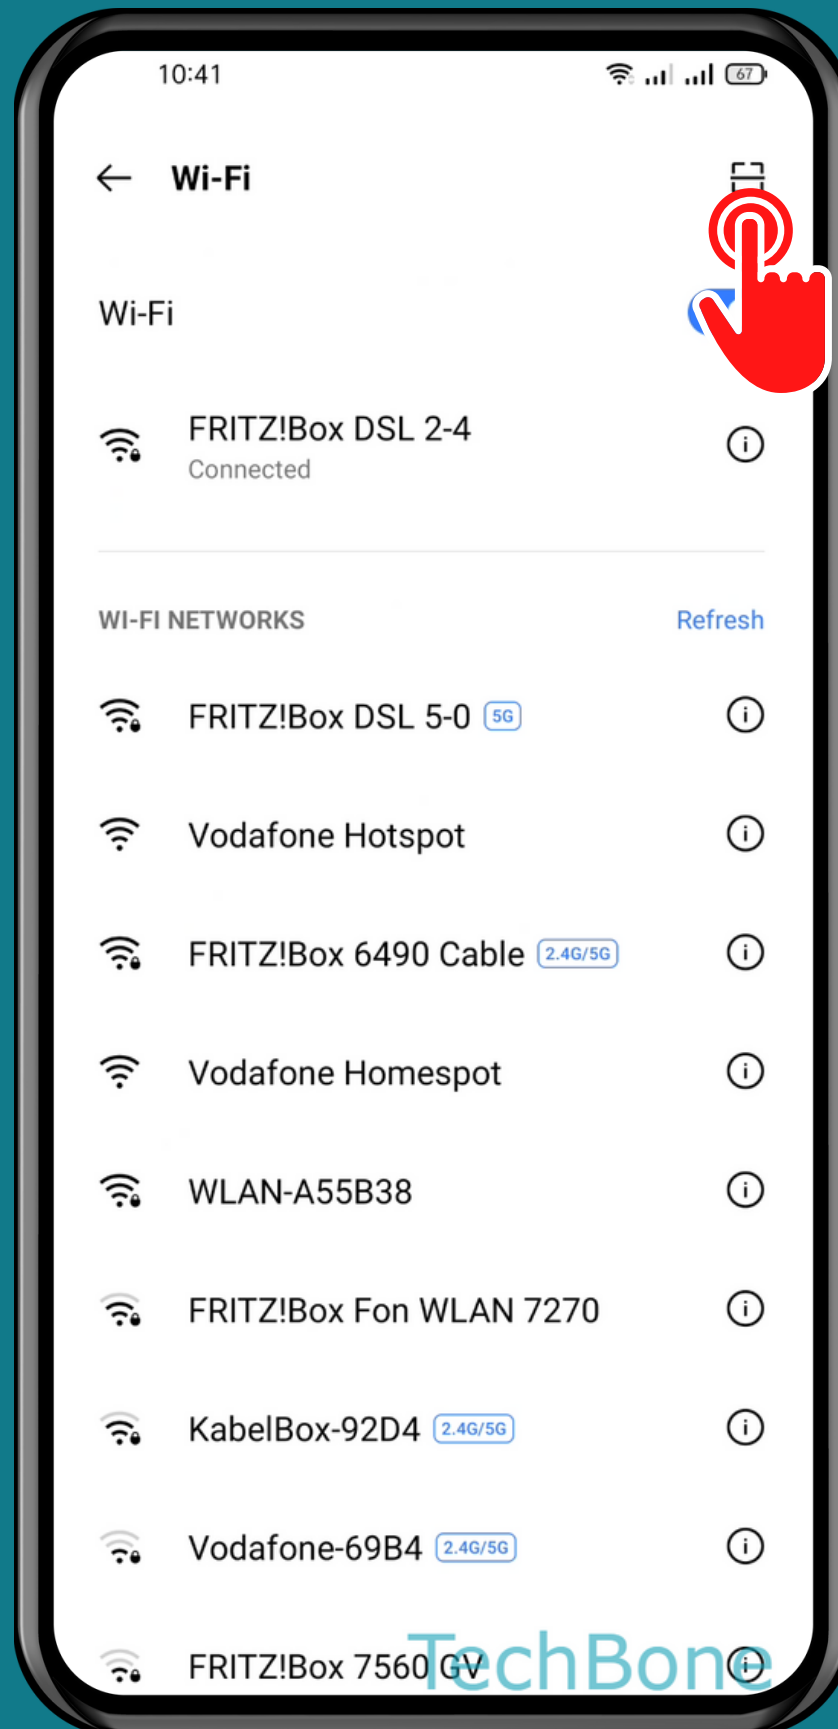 10:41
67
Wi-Fi
Wi-Fi
FRITZ!Box DSL 2-4
Connected
WI-FI NETWORKS Refresh
FRITZ!Box DSL 5-0 5G
Vodafone Hotspot
FRITZ!Box 6490 Cable 2.4G/5G
Vodafone Homespot
WLAN-A55B38
FRITZ!Box Fon WLAN 7270
KabelBox-92D4 2.4G/5G
Vodafone-69B4 2.4G/5G
FRITZ!Box 7560 GV
TechBone